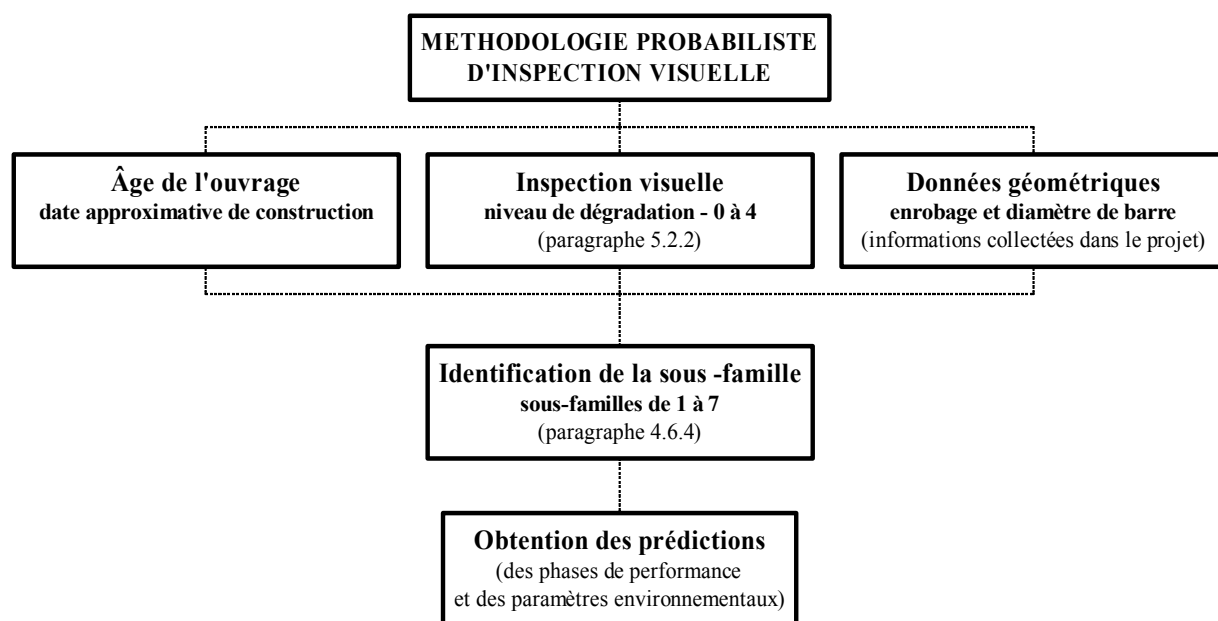 METHODOLOGIE PROBABILISTE
D'INSPECTION VISUELLE
Âge de l'ouvrage
date approximative de construction
Inspection visuelle
niveau de dégradation - 0 à 4
(paragraphe 5.2.2)
Données géométriques
enrobage et diamètre de barre
(informations collectées dans le projet)
Identification de la sous -famille
sous-familles de 1 à 7
(paragraphe 4.6.4)
Obtention des prédictions
(des phases de performance
et des paramètres environnementaux)